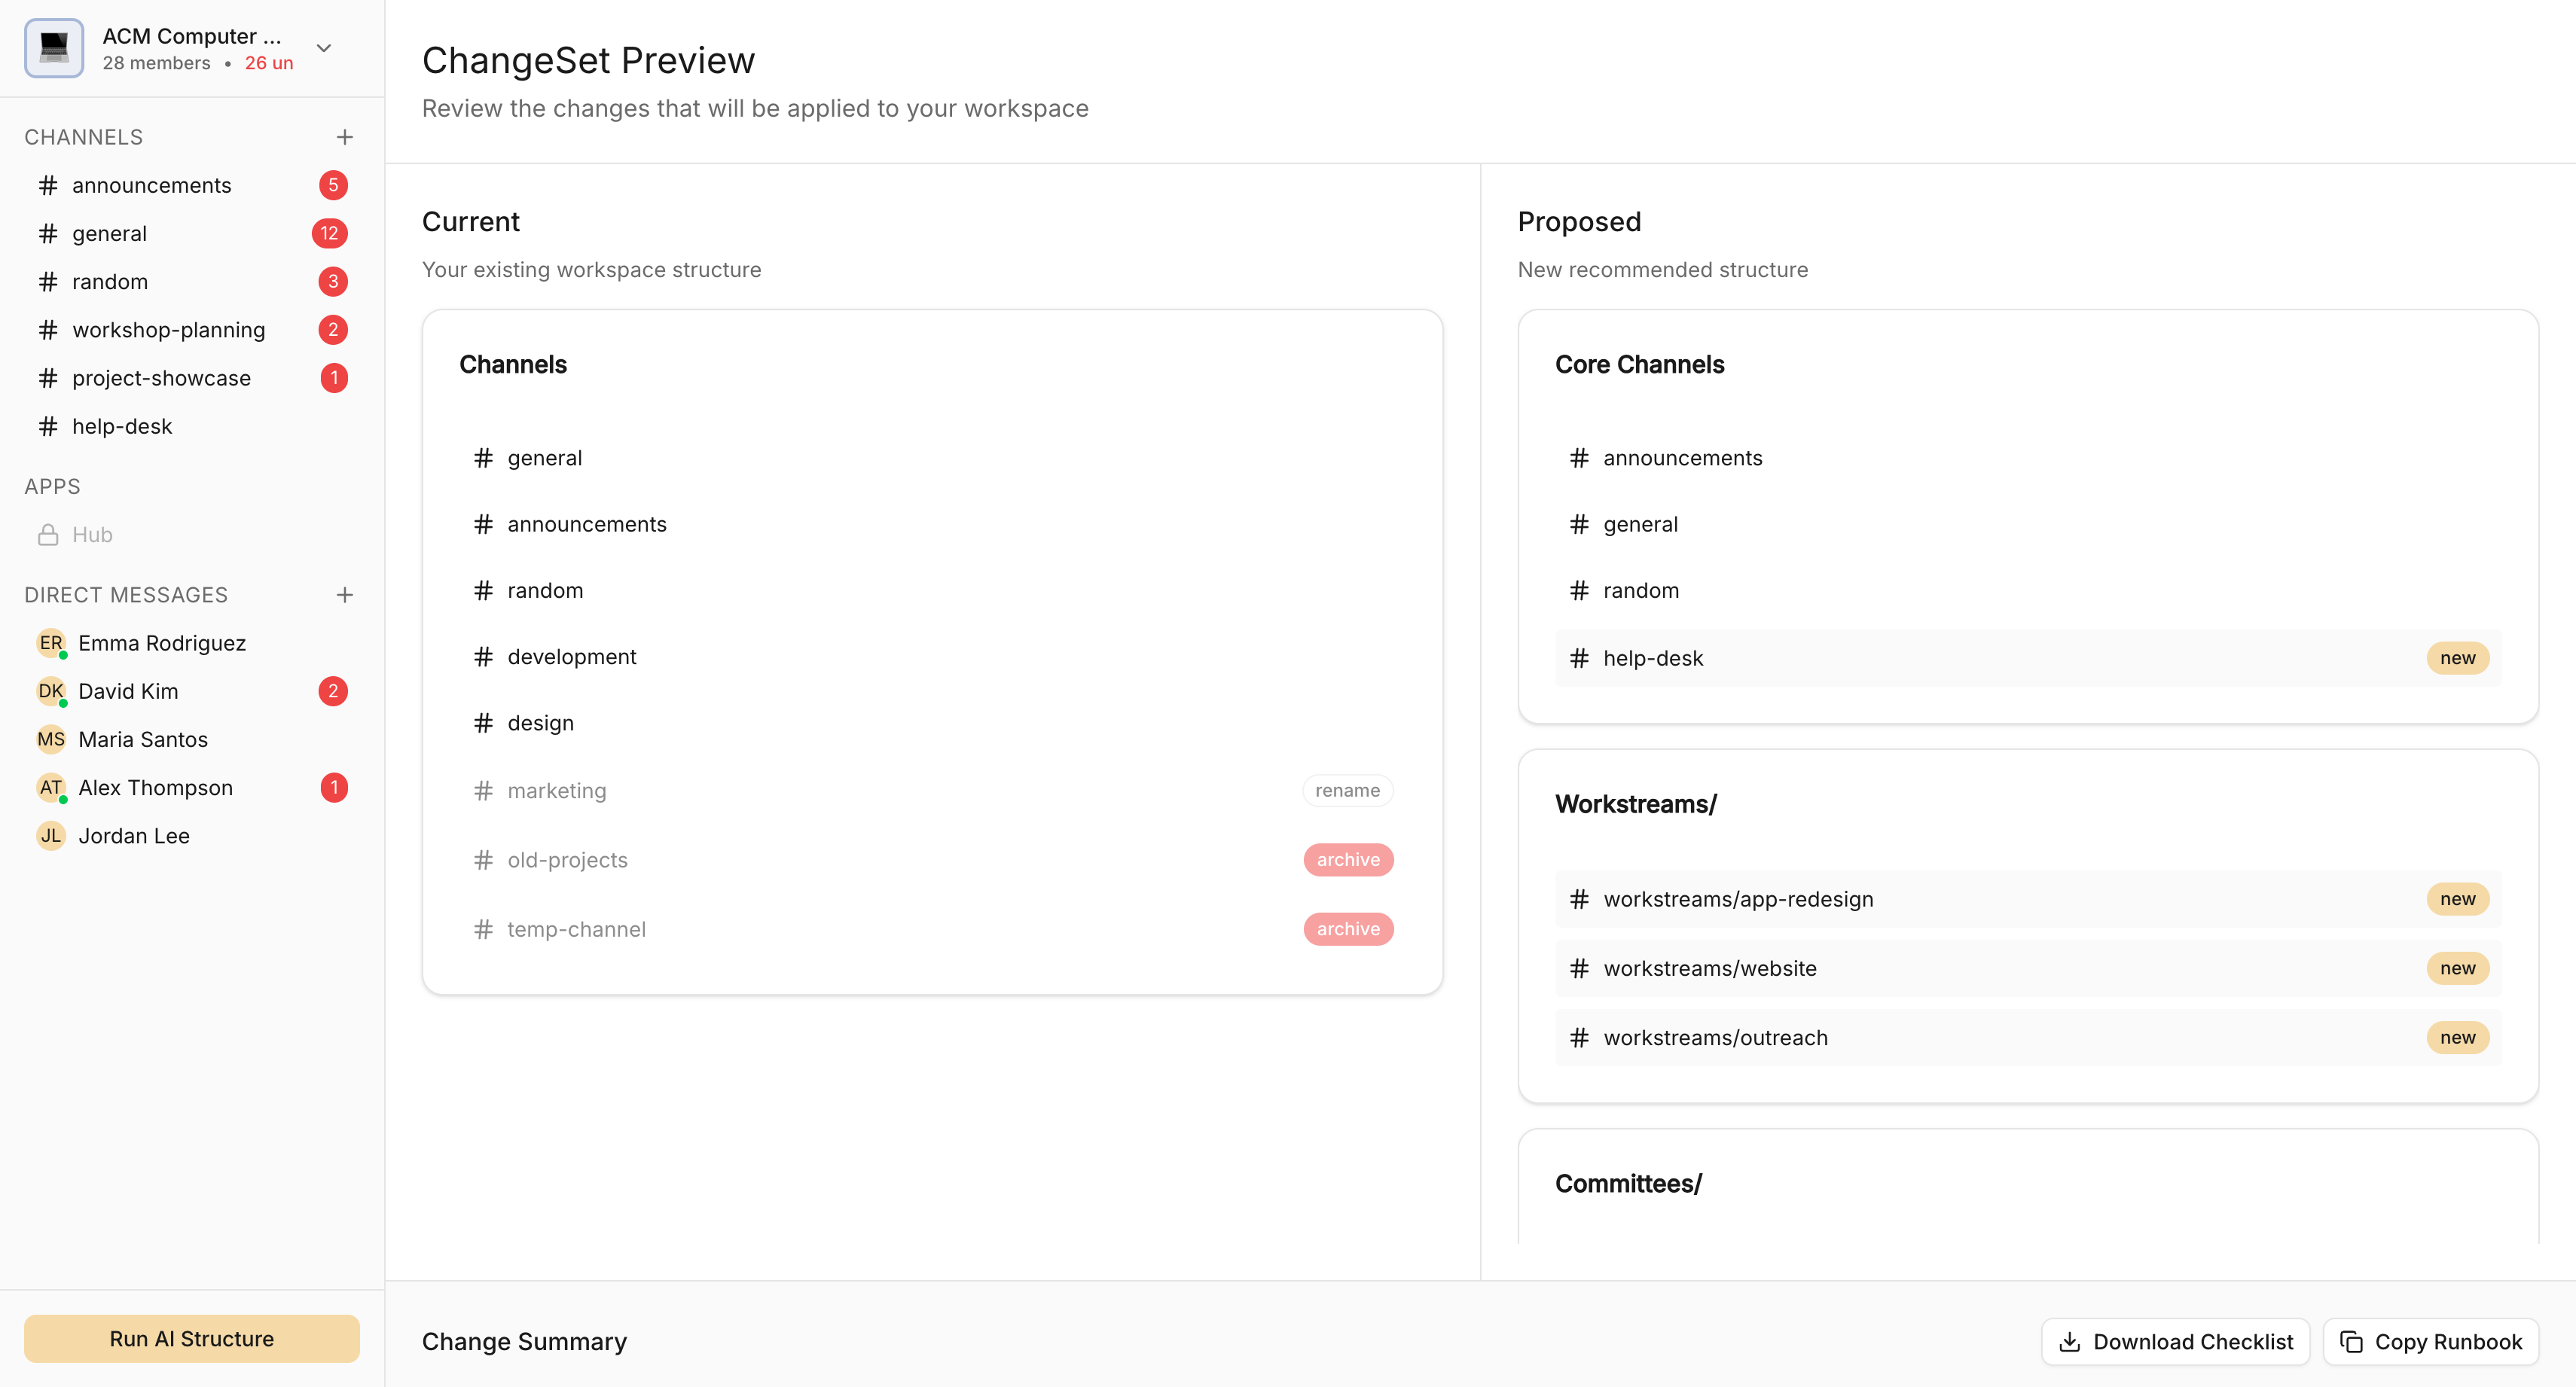 ACM Computer ...
28 members • 26 un
CHANNELS
# announcements 5
# general 12
# random 3
# workshop-planning 2
# project-showcase 1
# help-desk
APPS
Hub
DIRECT MESSAGES
ER Emma Rodriguez
DK David Kim 2
MS Maria Santos
AT Alex Thompson 1
JL Jordan Lee
Run AI Structure
ChangeSet Preview
Review the changes that will be applied to your workspace
Current
Your existing workspace structure
Channels
# general
# announcements
# random
# development
# design
# marketing rename
# old-projects archive
# temp-channel archive
Proposed
New recommended structure
Core Channels
# announcements
# general
# random
# help-desk new
Workstreams/
# workstreams/app-redesign new
# workstreams/website new
# workstreams/outreach new
Committees/
Change Summary
Download Checklist
Copy Runbook